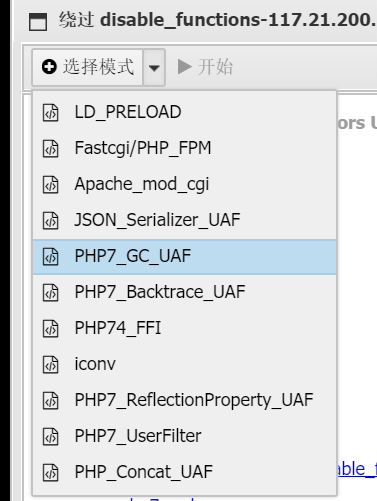 绕过 disable_functions-117.21.200.
选择模式 开始
LD_PRELOAD
ors U
Fastcgi/PHP_FPM
Apache_mod_cgi
JSON_Serializer_UAF
PHP7_GC_UAF
PHP7_Backtrace_UAF
PHP74_FFI
iconv
PHP7_ReflectionProperty_UAF
PHP7_UserFilter
PHP_Concat_UAF
able_f